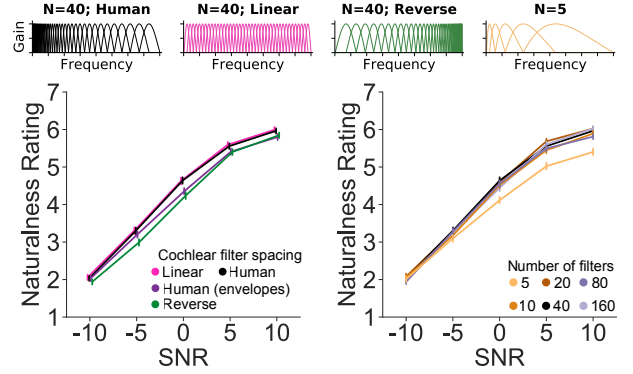 N=40; Human
N=40; Linear
N=40; Reverse
N=5
Gain
Frequency
Frequency
Frequency
Frequency
Naturalness Rating
7
6
5
4
3
2
1
-10 -5 0 5 10
SNR
Cochlear filter spacing
Linear Human
Human (envelopes)
Reverse
Naturalness Rating
7
6
5
4
3
2
1
-10 -5 0 5 10
SNR
Number of filters
5 20 80
10 40 160